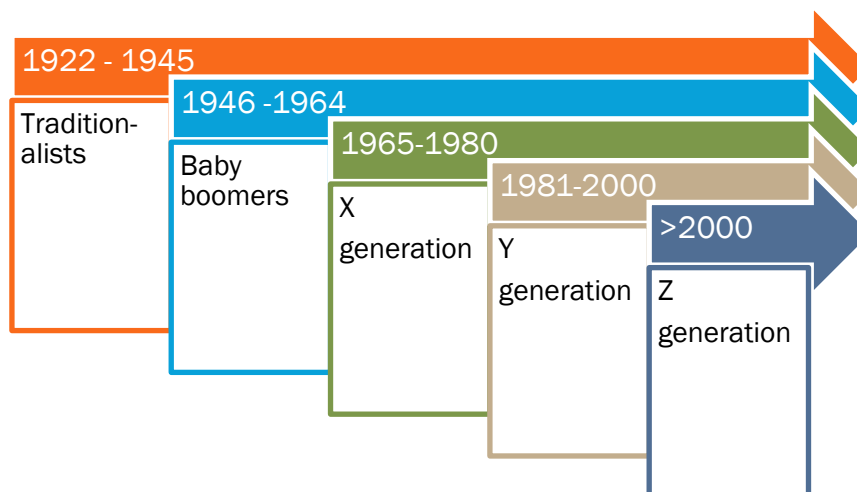 1922 - 1945
Tradition-
alists
1946 -1964
Baby
boomers
1965-1980
X
generation
1981-2000
Y
generation
>2000
Z
generation